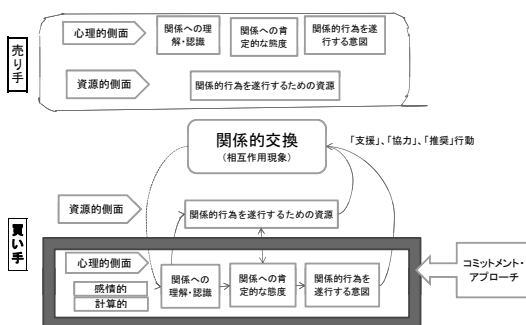 売り手
心理的側面
関係への理
解・認識
関係への肯
定的な態度
関係的行為を遂
行する意図
資源的側面
関係的行為を遂行するための資源
関係的交換
(相互作用現象)
「支援」、「協力」、「推奨」行動
買い手
資源的側面
関係的行為を遂行するための資源
心理的側面
感情的
計算的
関係への
理解・認識
関係への肯
定的な態度
関係的行為を
遂行する意図
コミットメント・
アプローチ